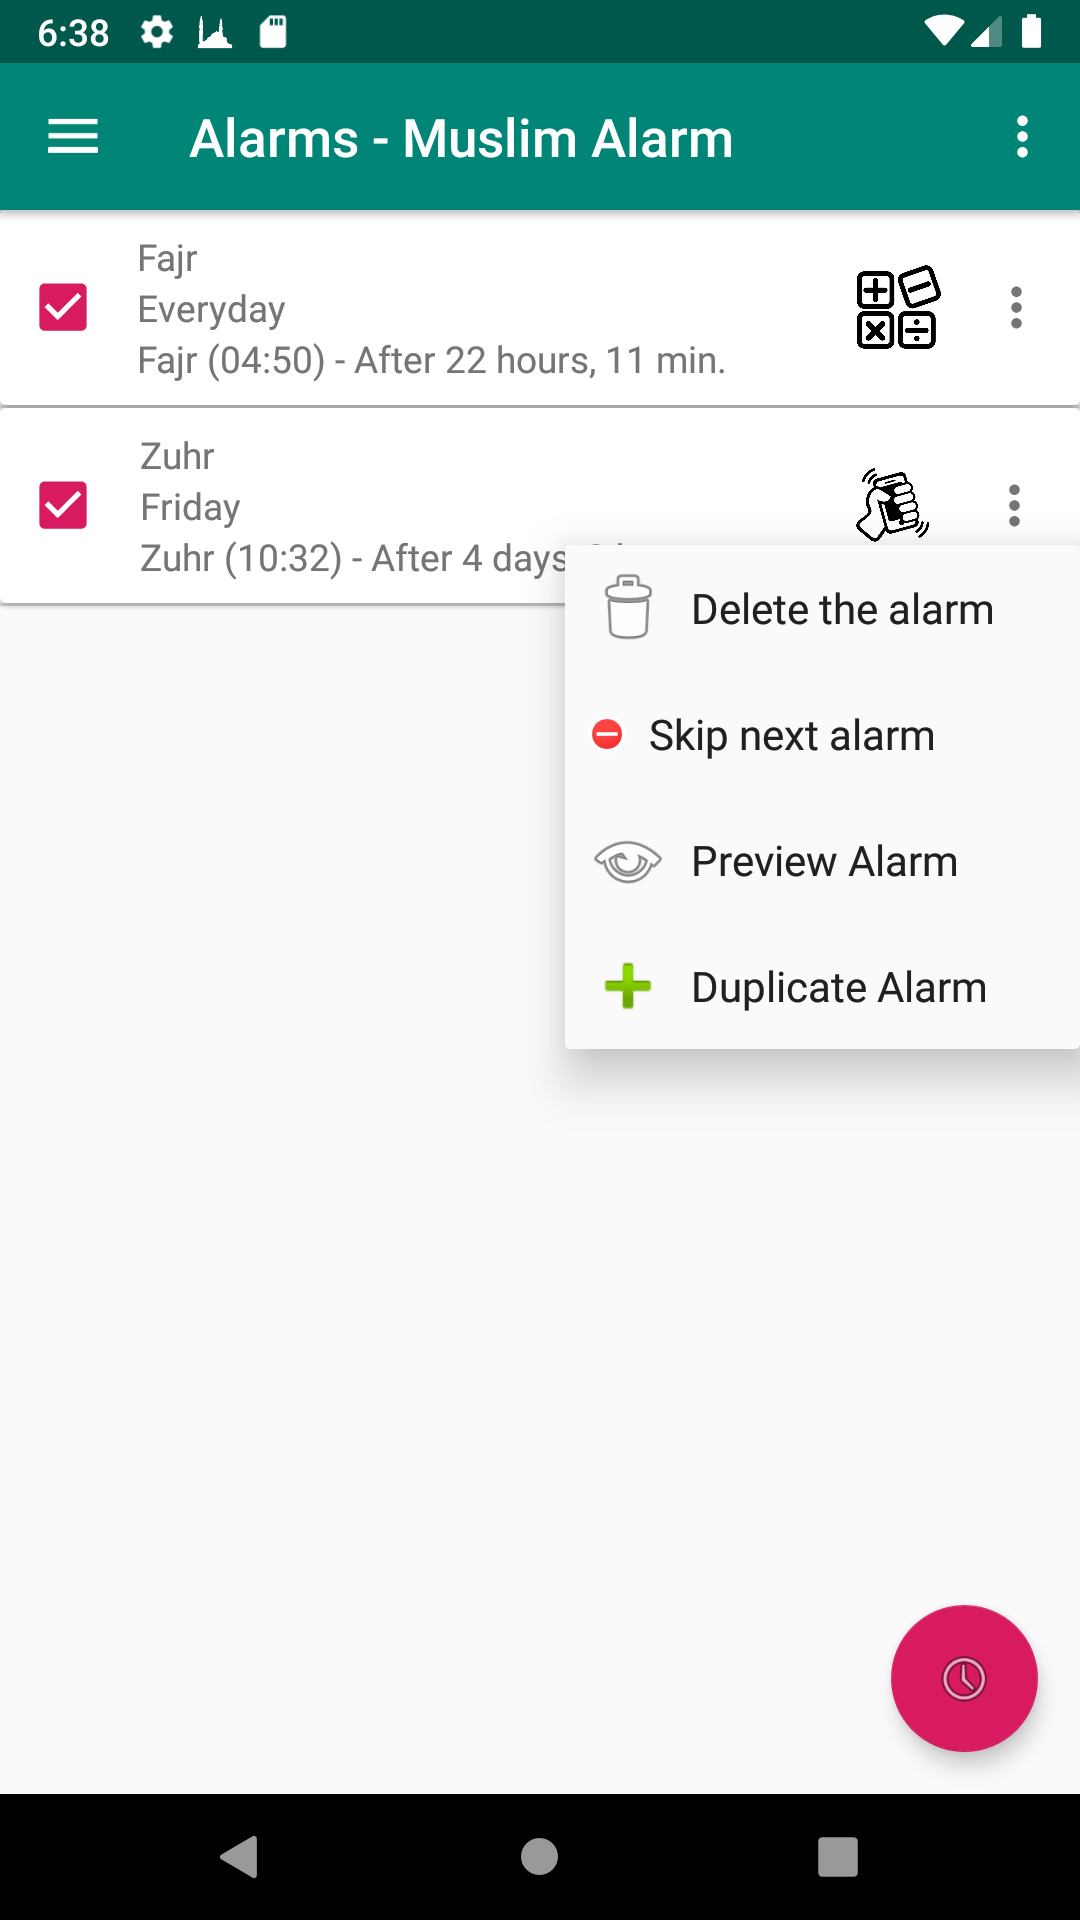 6:38
Alarms - Muslim Alarm
Fajr
Everyday
Fajr (04:50) - After 22 hours, 11 min.
Zuhr
Friday
Zuhr (10:32) - After 4 days
Delete the alarm
Skip next alarm
Preview Alarm
Duplicate Alarm